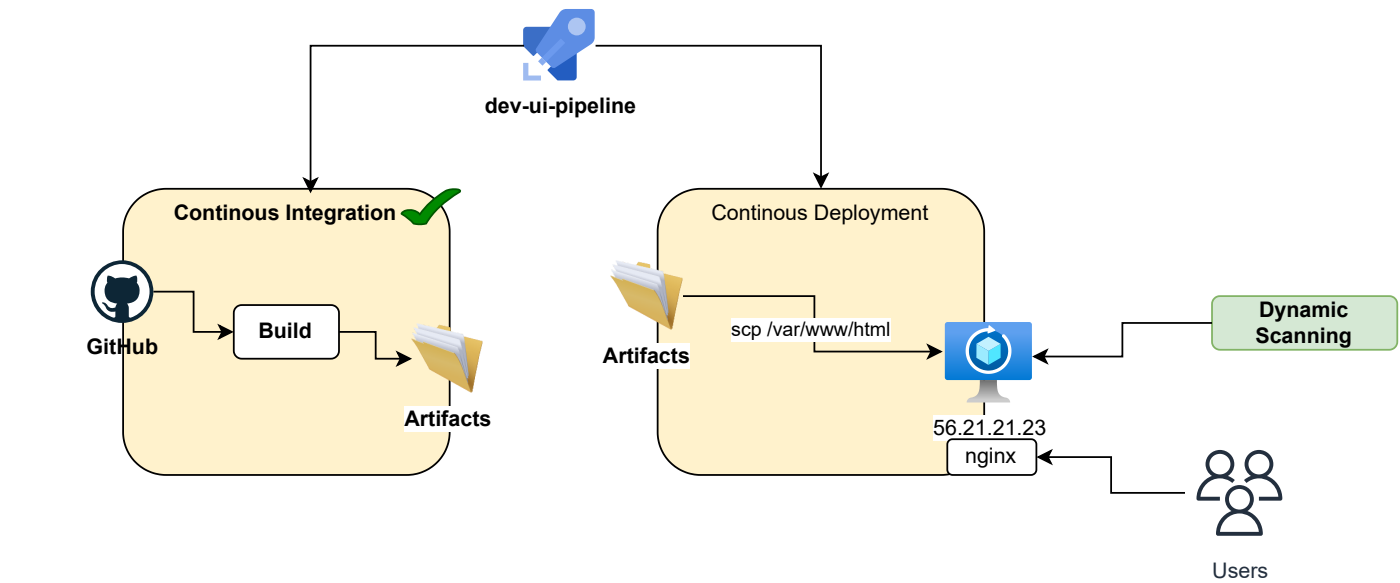 dev-ui-pipeline
Continous Integration
GitHub
Build
Artifacts
Continous Deployment
Artifacts
scp /var/www/html
56.21.21.23
nginx
Dynamic
Scanning
Users